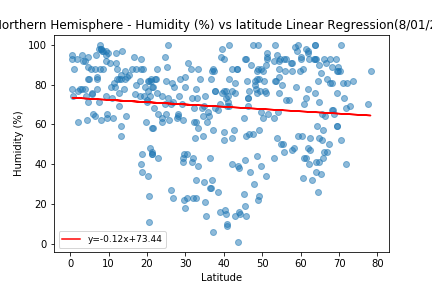 Northern Hemisphere - Humidity (%) vs latitude Linear Regression(8/01/2
Humidity (%)
100
80
60
40
20
0
y=-0.12x+73.44
0 10 20 30 40 50 60 70 80
Latitude